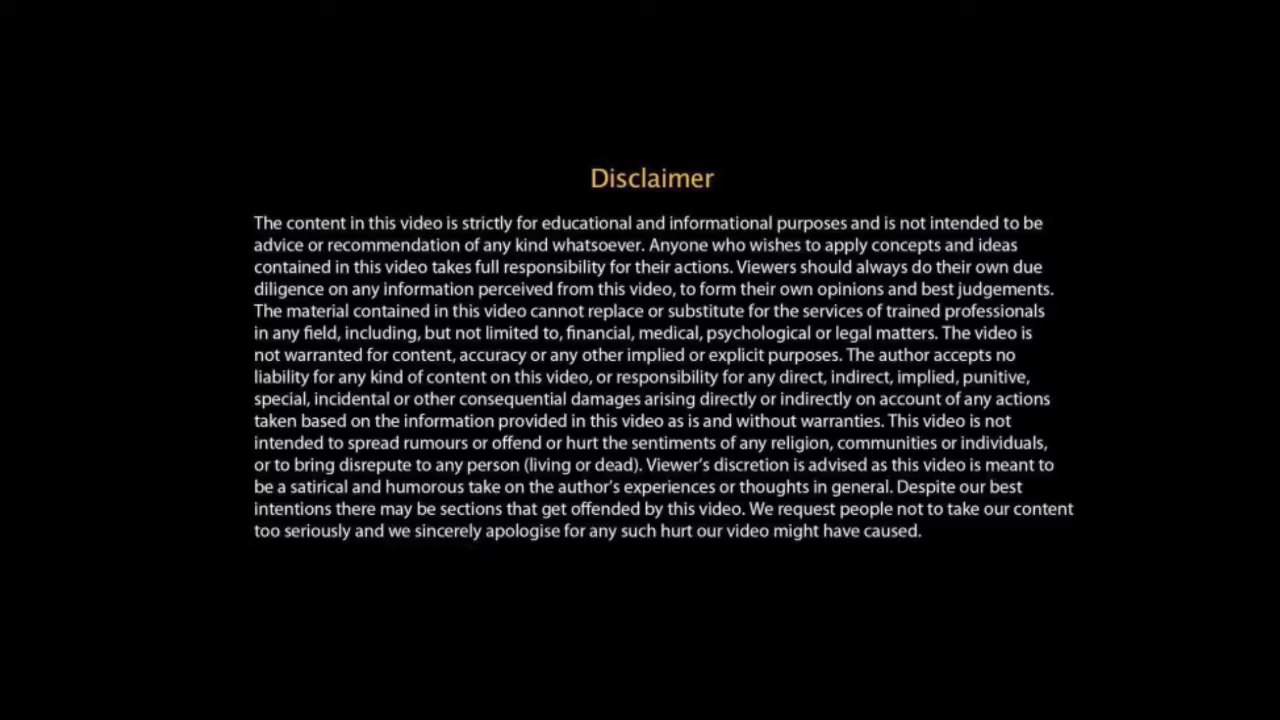 Disclaimer
The content in this video is strictly for educational and informational purposes and is not intended to be
advice or recommendation of any kind whatsoever. Anyone who wishes to apply concepts and ideas
contained in this video takes full responsibility for their actions. Viewers should always do their own due
diligence on any information perceived from this video, to form their own opinions and best judgements.
The material contained in this video cannot replace or substitute for the services of trained professionals
in any field, including, but not limited to, financial, medical, psychological or legal matters. The video is
not warranted for content, accuracy or any other implied or explicit purposes. The author accepts no
liability for any kind of content on this video, or responsibility for any direct, indirect, implied, punitive,
special, incidental or other consequential damages arising directly or indirectly on account of any actions
taken based on the information provided in this video as is and without warranties. This video is not
intended to spread rumours or offend or hurt the sentiments of any religion, communities or individuals,
or to bring disrepute to any person (living or dead). Viewer's discretion is advised as this video is meant to
be a satirical and humorous take on the author's experiences or thoughts in general. Despite our best
intentions there may be sections that get offended by this video. We request people not to take our content
too seriously and we sincerely apologise for any such hurt our video might have caused.